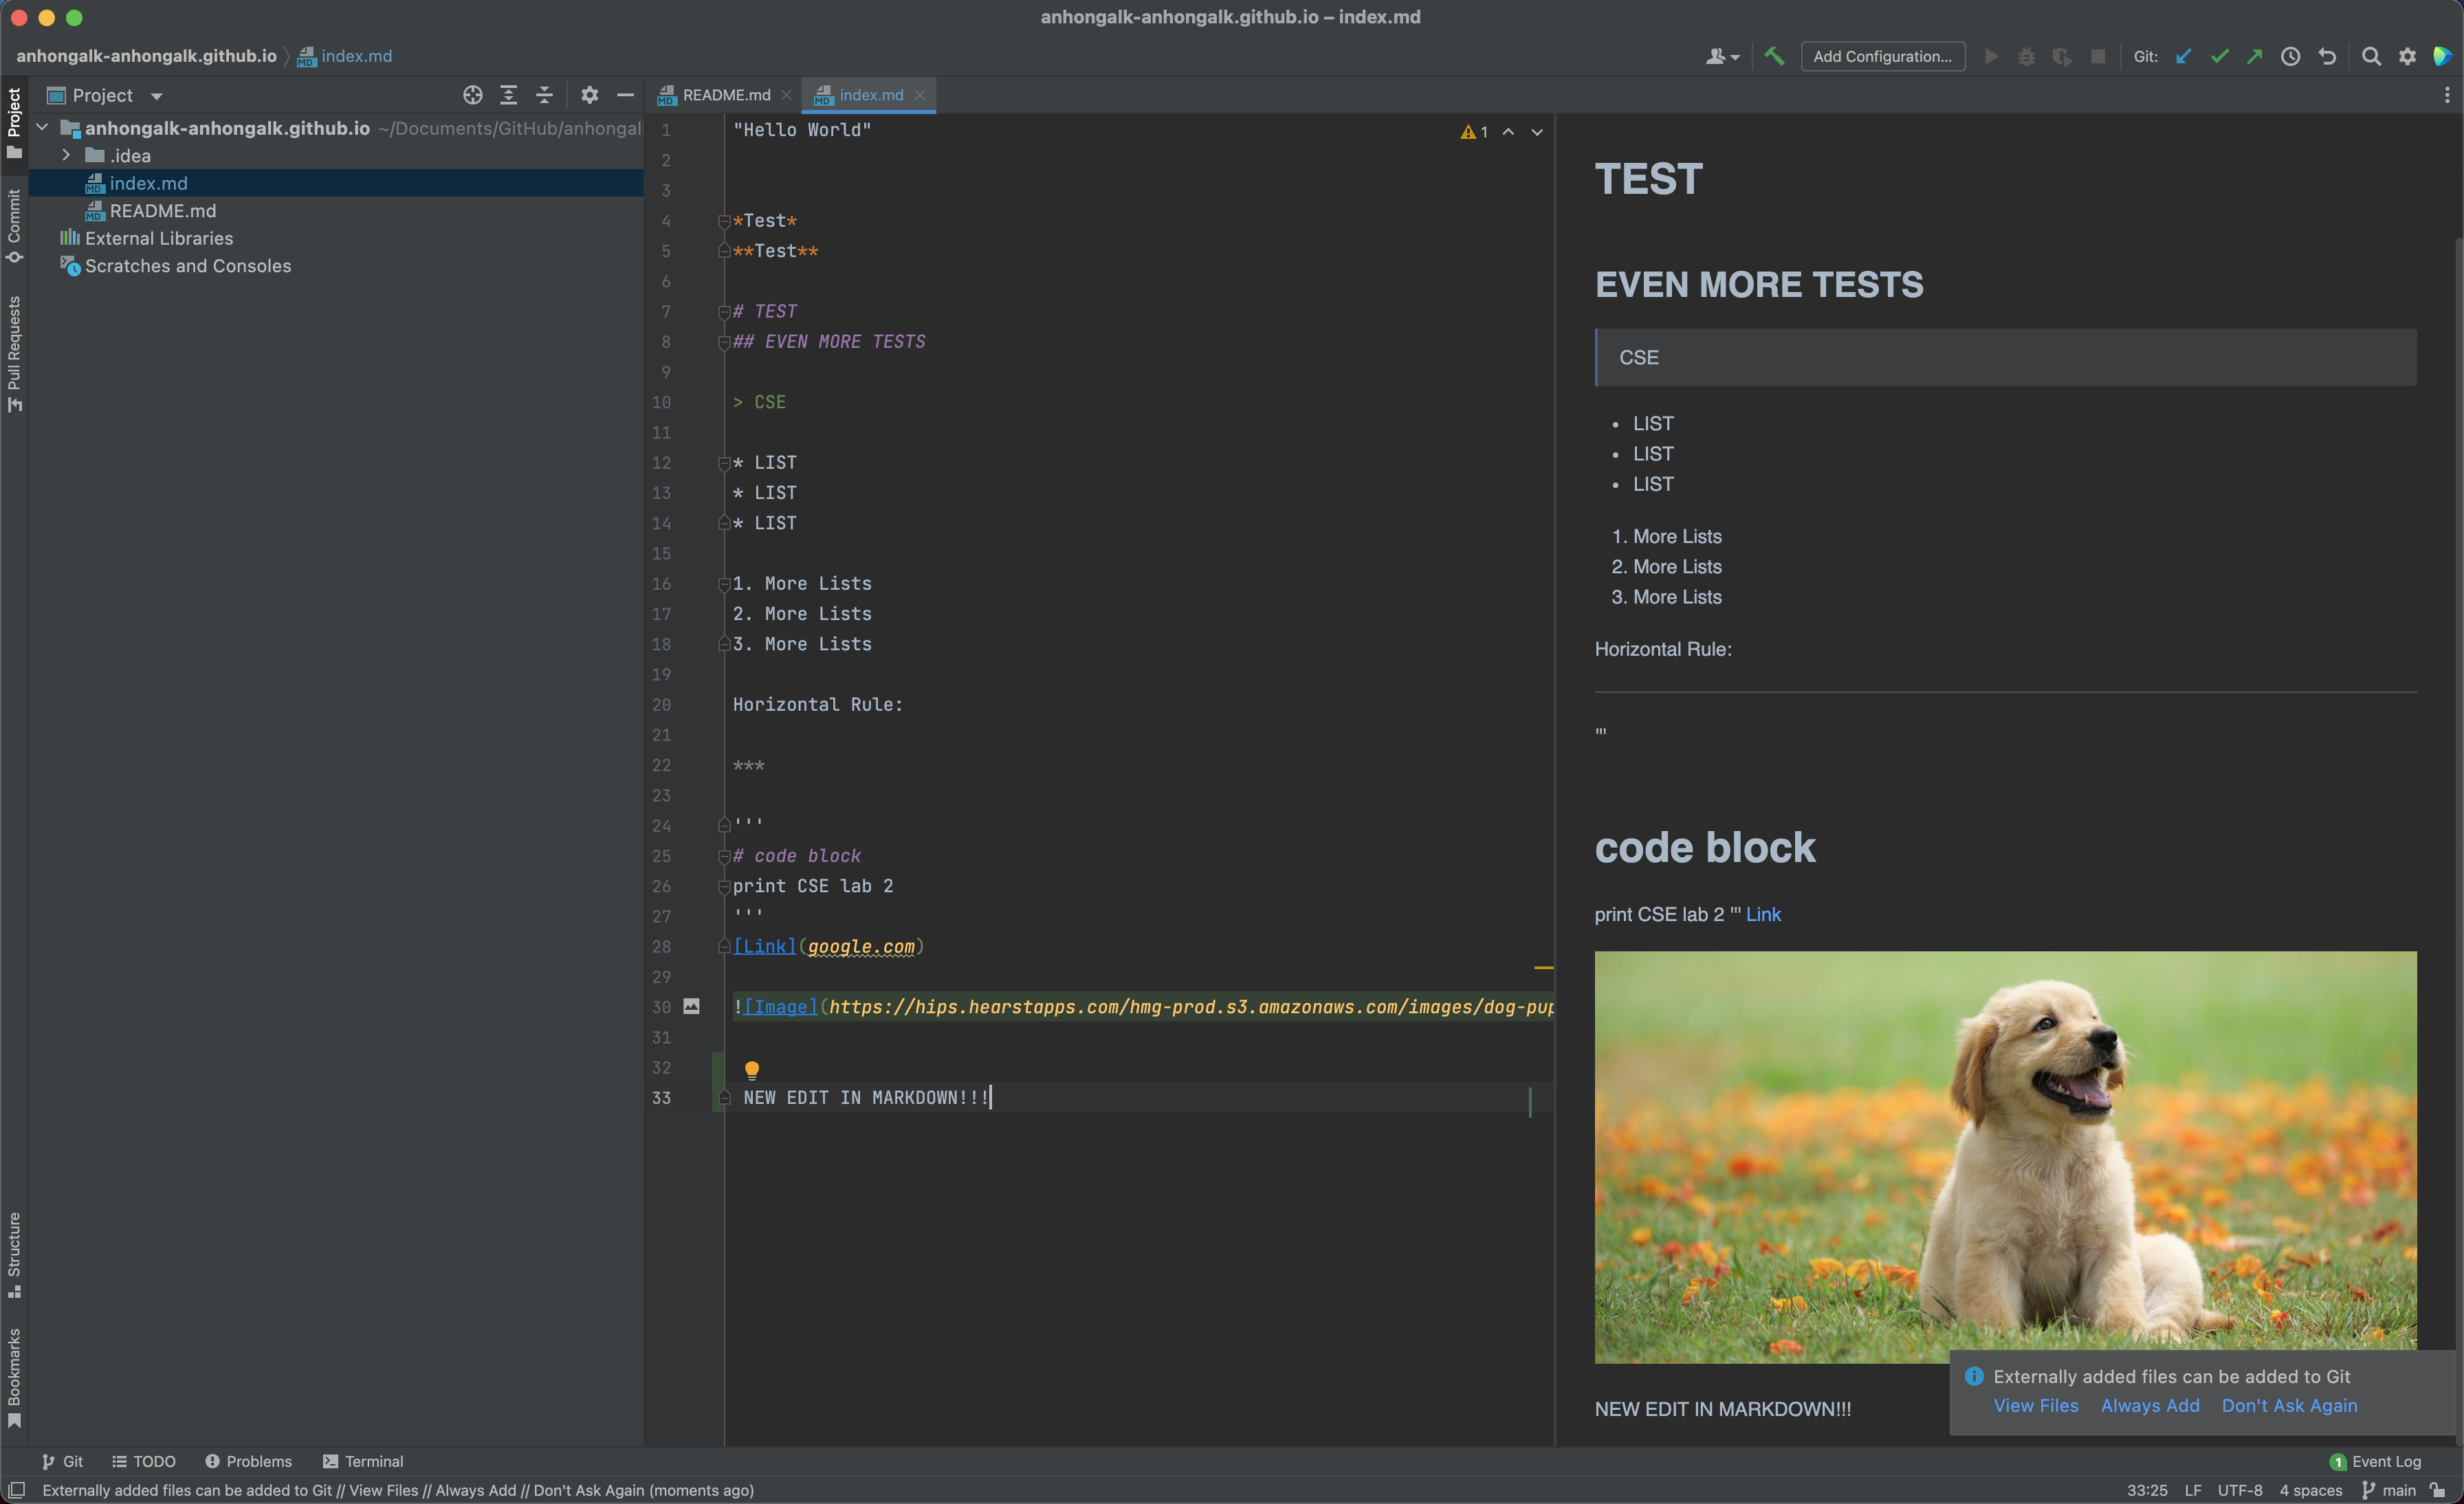 anhongalk-anhongalk.github.io – index.md
anhongalk-anhongalk.github.io index.md
Add Configuration...
Git:
Project
Project
Commit
Pull Requests
Structure
Bookmarks
anhongalk-anhongalk.github.io ~/Documents/GitHub/anhongal
.idea
index.md
README.md
External Libraries
Scratches and Consoles
README.md
index.md
1
1 "Hello World"
2
3
4 *Test*
5 **Test**
6
7 # TEST
8 ## EVEN MORE TESTS
9
10 > CSE
11
12 * LIST
13 * LIST
14 * LIST
15
16 1. More Lists
17 2. More Lists
18 3. More Lists
19
20 Horizontal Rule:
21
22 ***
23
24 '''
25 # code block
26 print CSE lab 2
27 '''
28 [Link](google.com)
29
30 ![Image](https://hips.hearstapps.com/hmg-prod.s3.amazonaws.com/images/dog-pup
31
32
33 NEW EDIT IN MARKDOWN!!!
TEST
EVEN MORE TESTS
CSE
• LIST
• LIST
• LIST
1. More Lists
2. More Lists
3. More Lists
Horizontal Rule:
'''
code block
print CSE lab 2 ''' Link
NEW EDIT IN MARKDOWN!!!
Externally added files can be added to Git
View Files Always Add Don't Ask Again
Git TODO Problems Terminal
1 Event Log
Externally added files can be added to Git // View Files // Always Add // Don't Ask Again (moments ago)
33:25 LF UTF-8 4 spaces main